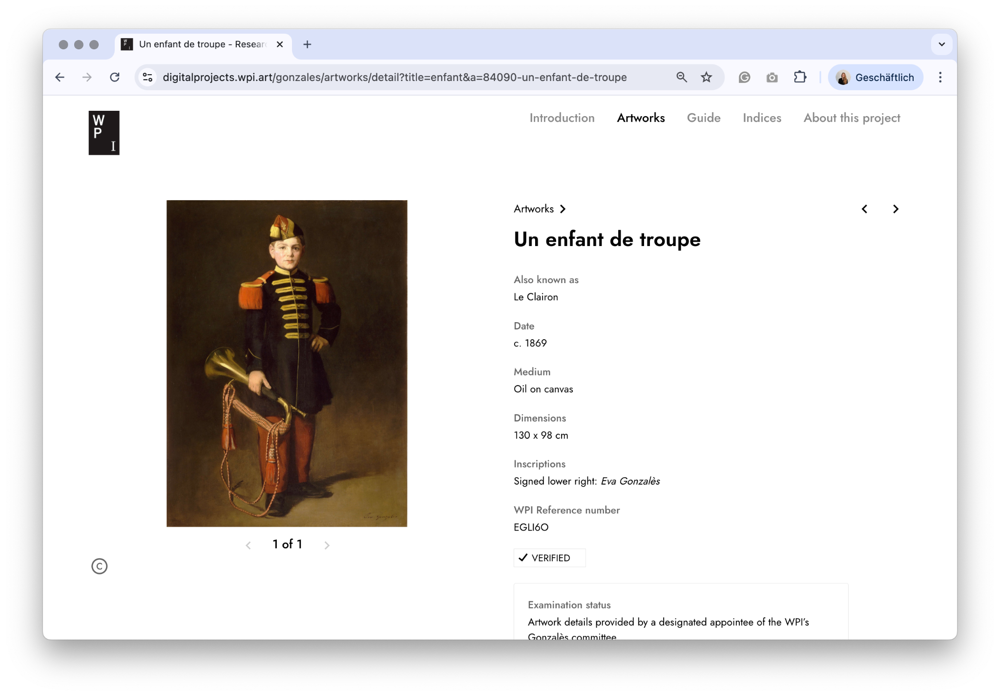 Un enfant de troupe - Resear
digitalprojects.wpi.art/gonzales/artworks/detail?title=enfant&a=84090-un-enfant-de-troupe
Geschäftlich
W
P
I
Introduction Artworks Guide Indices About this project
Artworks
Un enfant de troupe
Also known as
Le Clairon
Date
c. 1869
Medium
Oil on canvas
Dimensions
130 x 98 cm
Inscriptions
Signed lower right: Eva Gonzalès
WPI Reference number
EGLI6O
Eva Gonzalès
1 of 1
©
VERIFIED
Examination status
Artwork details provided by a designated appointee of the WPI’s
Gonzalès committee